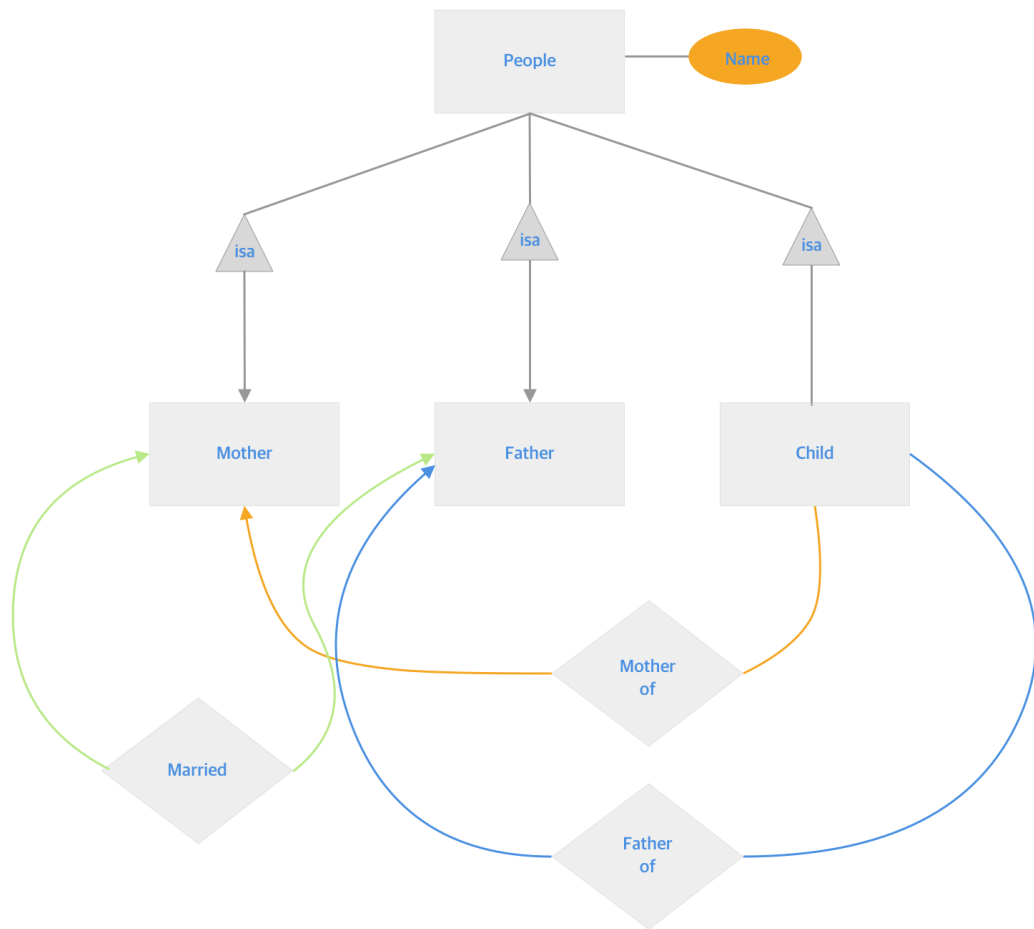 People
Name
isa
isa
isa
Mother
Father
Child
Mother
of
Married
Father
of